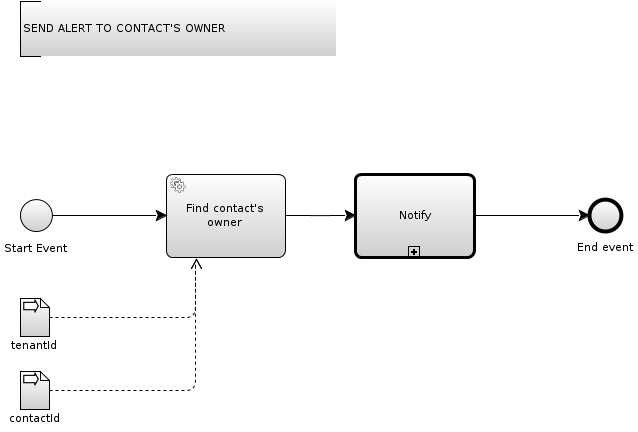 SEND ALERT TO CONTACT'S OWNER
Find contact's
owner
Notify
Start Event
End event
tenantId
contactId